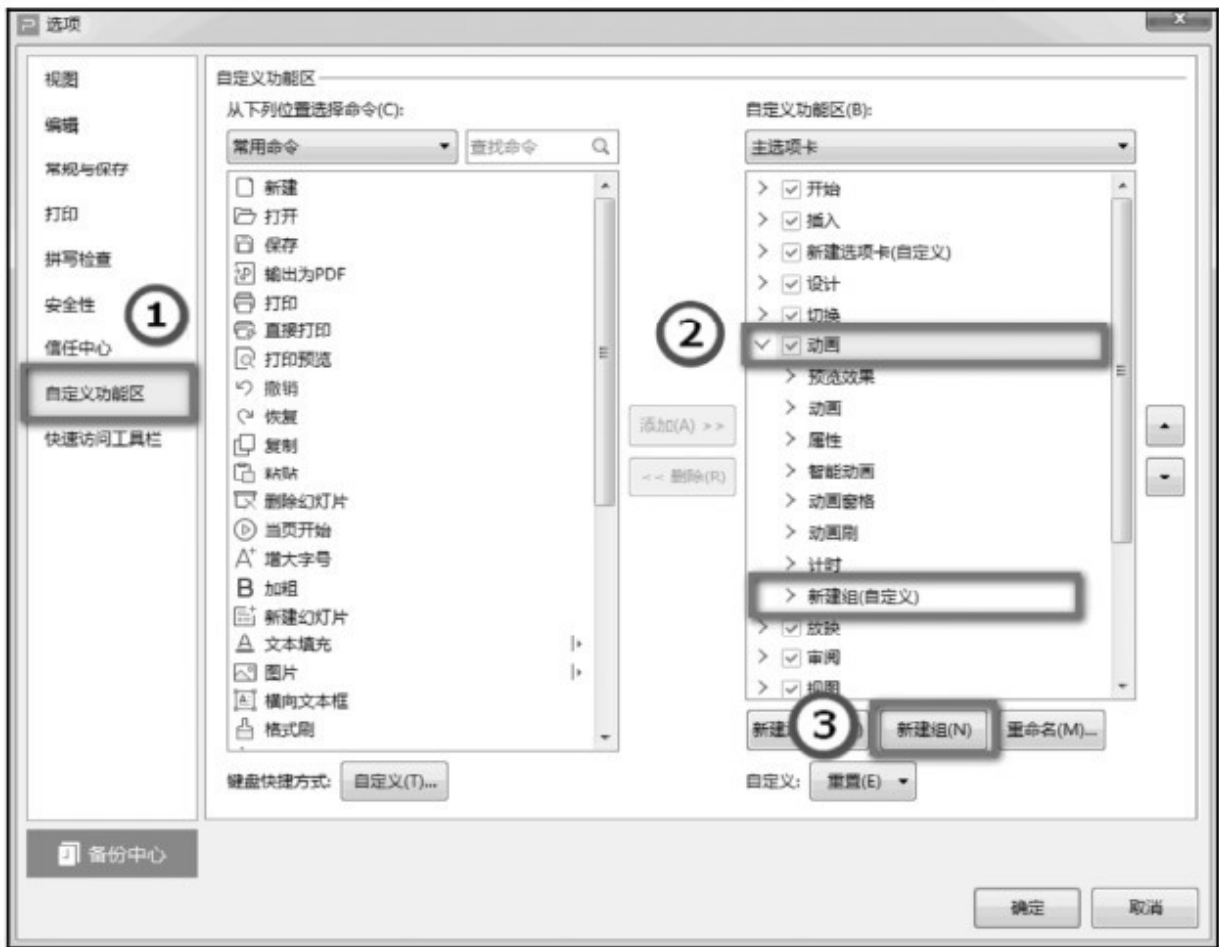 选项
视图
编辑
常规与保存
打印
拼写检查
安全性
1
信任中心
自定义功能区
快速访问工具栏
备份中心
自定义功能区
从下列位置选择命令(C):
常用命令
查找命令
新建
打开
保存
输出为PDF
打印
直接打印
打印预览
撤销
恢复
复制
粘贴
删除幻灯片
当页开始
增大字号
加粗
新建幻灯片
文本填充
图片
横向文本框
格式刷
键盘快捷方式: 自定义(T)...
添加(A) >>
<< 删除(R)
自定义功能区(B):
主选项卡
开始
插入
新建选项卡(自定义)
设计
切换
2
动画
预览效果
动画
属性
智能动画
动画窗格
动画刷
计时
新建组(自定义)
放映
审阅
视图
新建
3
新建组(N)
重命名(M)...
自定义: 重置(E)
确定
取消